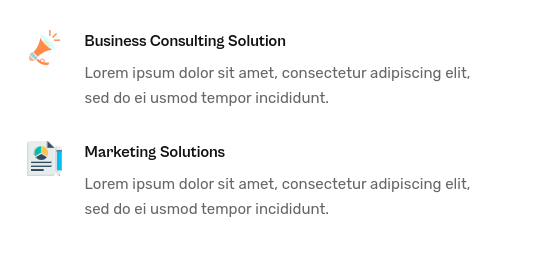 Business Consulting Solution
Lorem ipsum dolor sit amet, consectetur adipiscing elit,
sed do ei usmod tempor incididunt.
Marketing Solutions
Lorem ipsum dolor sit amet, consectetur adipiscing elit,
sed do ei usmod tempor incididunt.